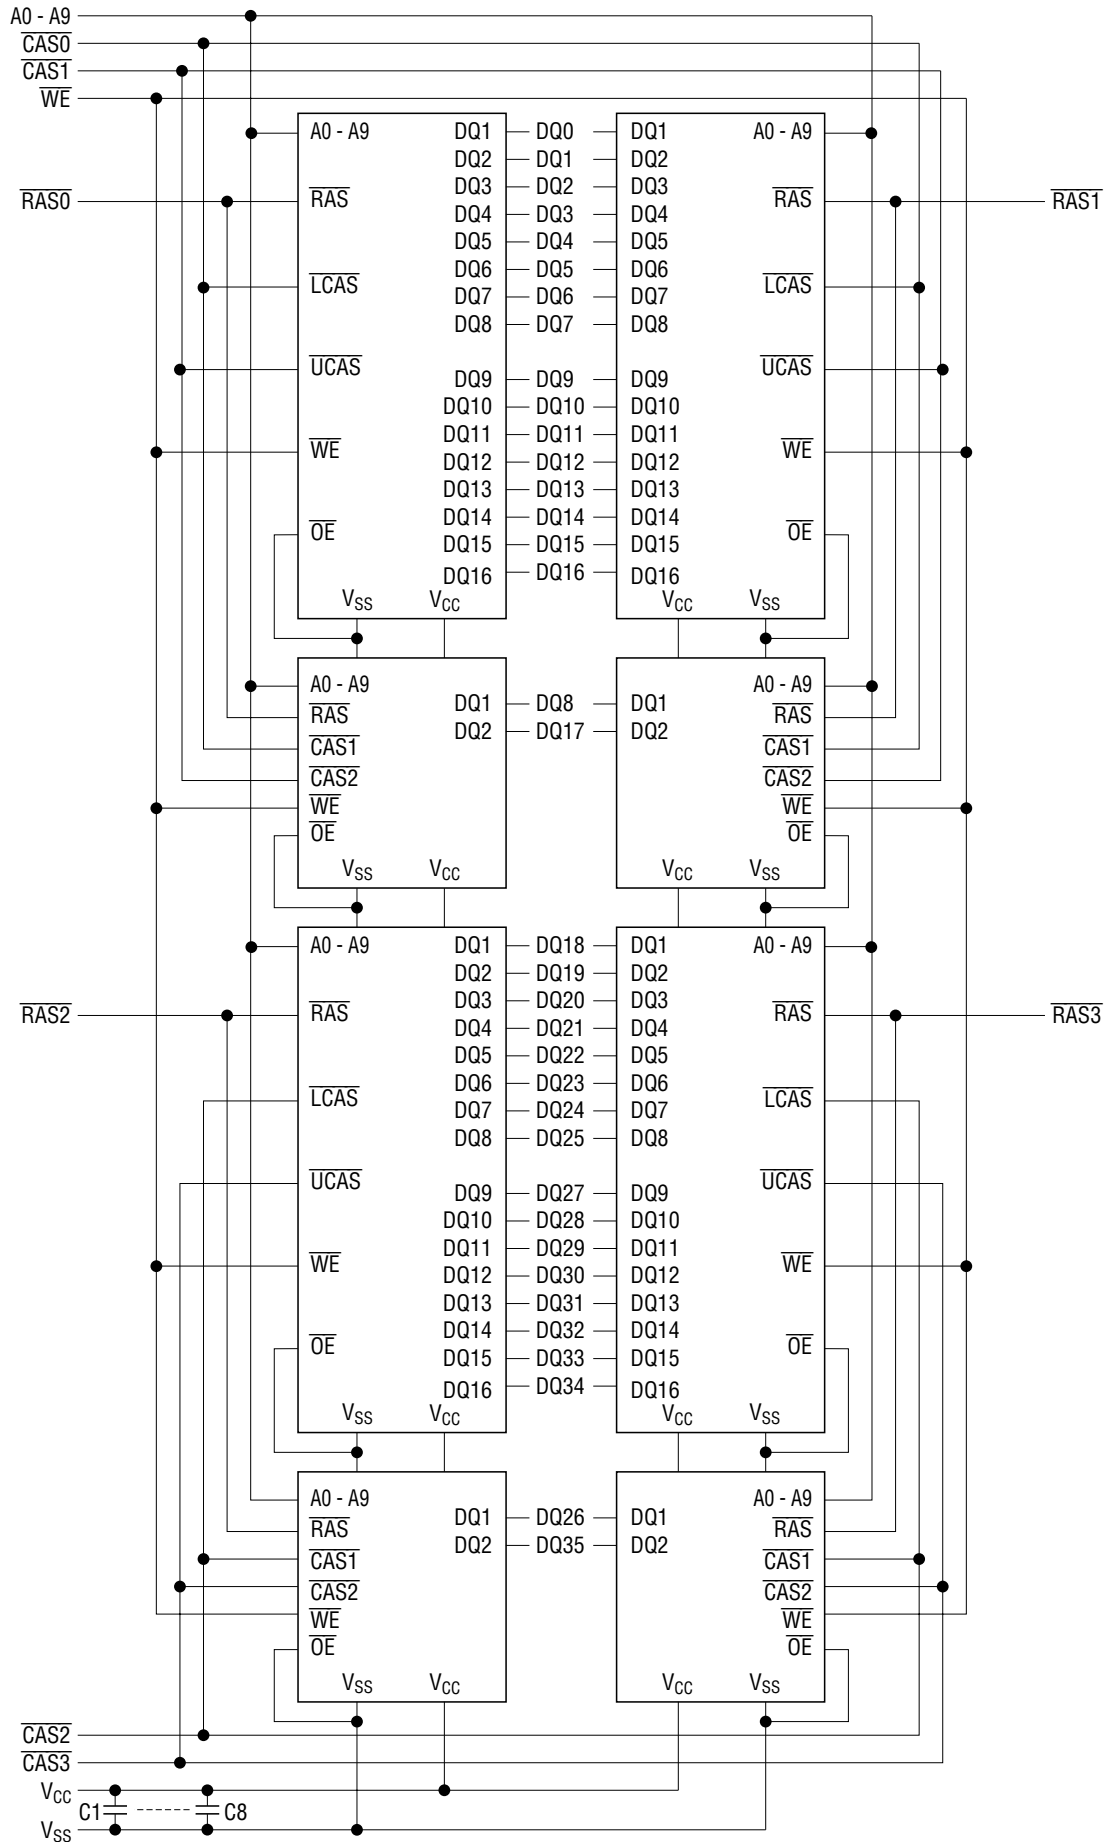 A0 - A9
CAS0
CAS1
WE
A0 - A9 DQ1 DQ0 DQ1 A0 - A9
DQ2 DQ1 DQ2
DQ3 DQ2 DQ3
RAS0 RAS RAS RAS1
DQ4 DQ3 DQ4
DQ5 DQ4 DQ5
DQ6 DQ5 DQ6
LCAS LCAS
DQ7 DQ6 DQ7
DQ8 DQ7 DQ8
UCAS UCAS
DQ9 DQ9 DQ9
DQ10 DQ10 DQ10
DQ11 DQ11 DQ11
WE WE
DQ12 DQ12 DQ12
DQ13 DQ13 DQ13
DQ14 DQ14 DQ14
OE OE
DQ15 DQ15 DQ15
DQ16 DQ16 DQ16
VSS VCC VCC VSS
A0 - A9 A0 - A9
DQ1 DQ8 DQ1
RAS RAS
DQ2 DQ17 DQ2
CAS1 CAS1
CAS2 CAS2
WE WE
OE OE
VSS VCC VCC VSS
A0 - A9 DQ1 DQ18 DQ1 A0 - A9
DQ2 DQ19 DQ2
DQ3 DQ20 DQ3
RAS2 RAS RAS RAS3
DQ4 DQ21 DQ4
DQ5 DQ22 DQ5
DQ6 DQ23 DQ6
LCAS LCAS
DQ7 DQ24 DQ7
DQ8 DQ25 DQ8
UCAS UCAS
DQ9 DQ27 DQ9
DQ10 DQ28 DQ10
DQ11 DQ29 DQ11
WE WE
DQ12 DQ30 DQ12
DQ13 DQ31 DQ13
DQ14 DQ32 DQ14
OE OE
DQ15 DQ33 DQ15
DQ16 DQ34 DQ16
VSS VCC VCC VSS
A0 - A9 A0 - A9
DQ1 DQ26 DQ1
RAS RAS
DQ2 DQ35 DQ2
CAS1 CAS1
CAS2 CAS2
WE WE
OE OE
VSS VCC VCC VSS
CAS2
CAS3
VCC
C1 C8
VSS